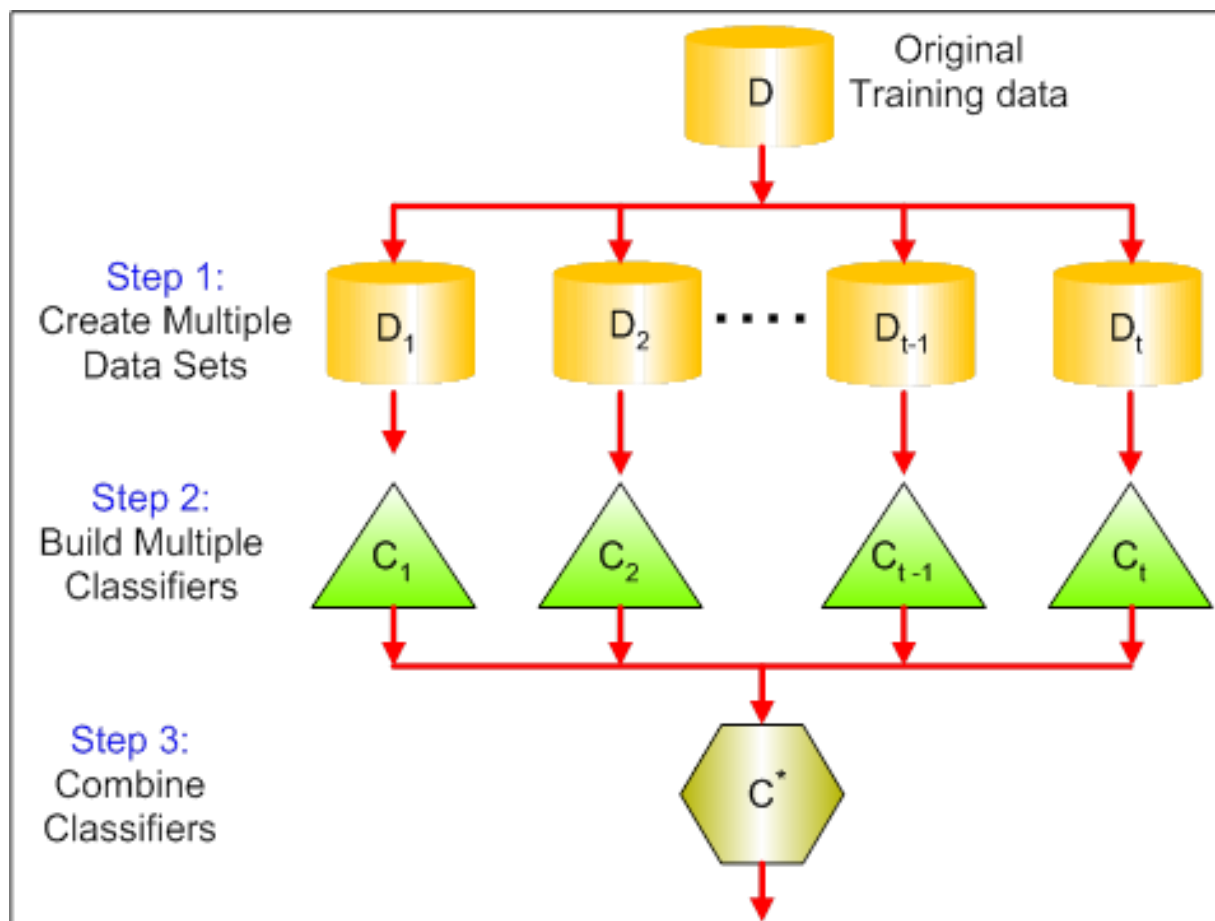 D
Original
Training data
Step 1:
Create Multiple
Data Sets
D₁
D₂
....
Dₜ₋₁
Dₜ
Step 2:
Build Multiple
Classifiers
C₁
C₂
Cₜ₋₁
Cₜ
Step 3:
Combine
Classifiers
C*